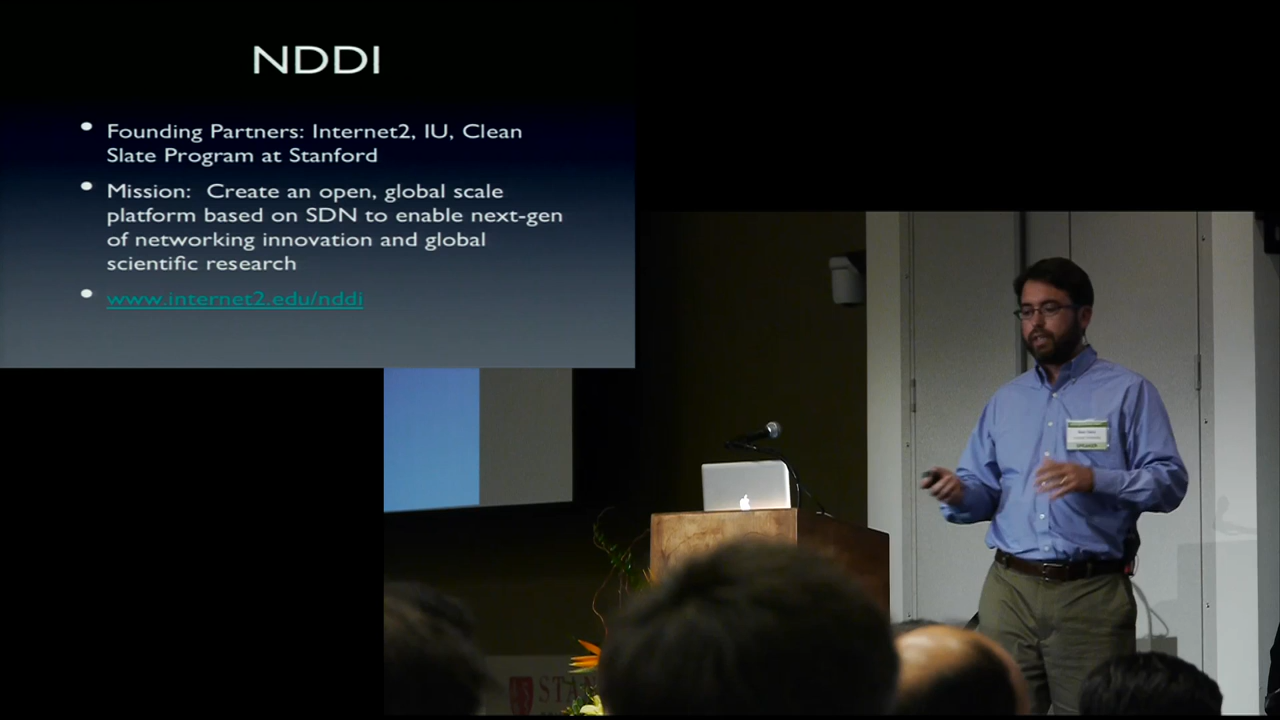 NDDI
• Founding Partners: Internet2, IU, Clean
Slate Program at Stanford
• Mission: Create an open, global scale
platform based on SDN to enable next-gen
of networking innovation and global
scientific research
• www.internet2.edu/nddi
SPEAKER